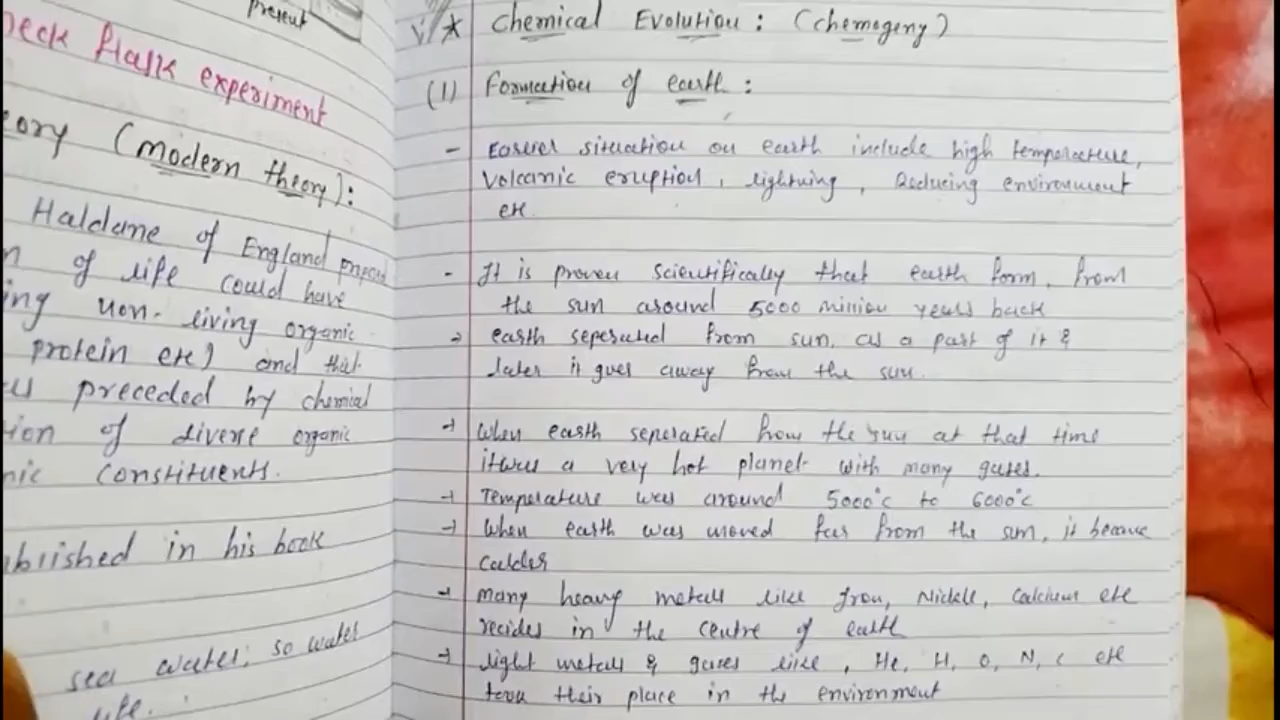 Present
neck flask experiment
eory (modern theory):
Haldane of England proposed
n of life could have
ing non-living organic
protein etc) and that
preceded by chemical
ion of diverse organic
nic constituents.
ublished in his book
sea water, so water
life.
* Chemical Evolution: (chemogeny)
(1) Formation of earth:
- Earlier situation on earth include high temperature,
Volcanic eruption, lightning, Reducing environment
etc.
- It is proven scientifically that earth form from
the sun around 5000 million years back
→ earth seperated from sun, as a part of it &
later it goes away from the sun.
→ When earth seperated from the sun at that time
it was a very hot planet with many gases.
→ Temperature was around 5000°c to 6000°c
→ When earth was moved far from the sun, it became
colder
→ many heavy metals like Iron, Nickle, Calcium etc
recides in the centre of earth
→ light metals & gases like, He, H, O, N, C etc
took their place in the environment